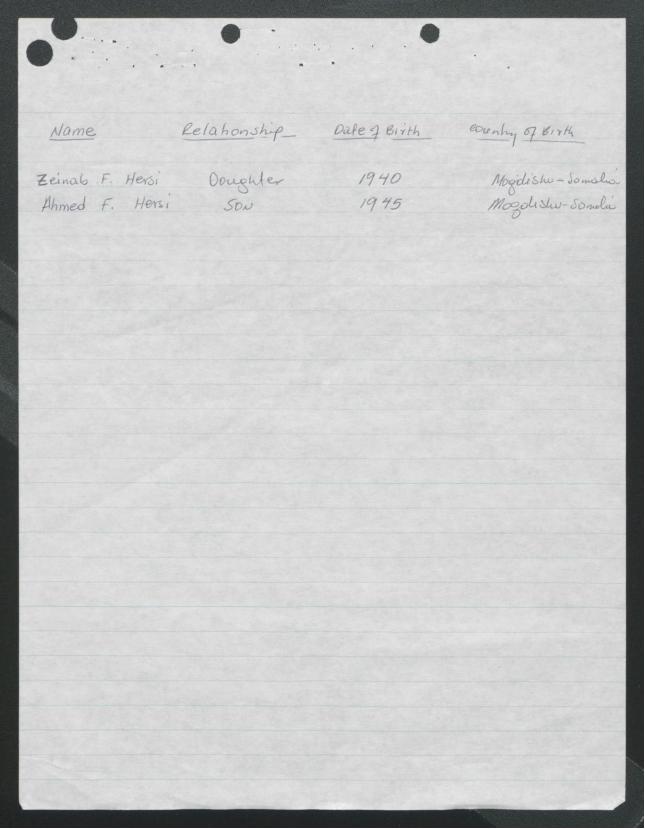 Name Relationship Date of Birth Country of Birth
Zeinab F. Hersi Doughter 1940 Mogdishu-Somalia
Ahmed F. Hersi SON 1945 Mogdishu-Somalia